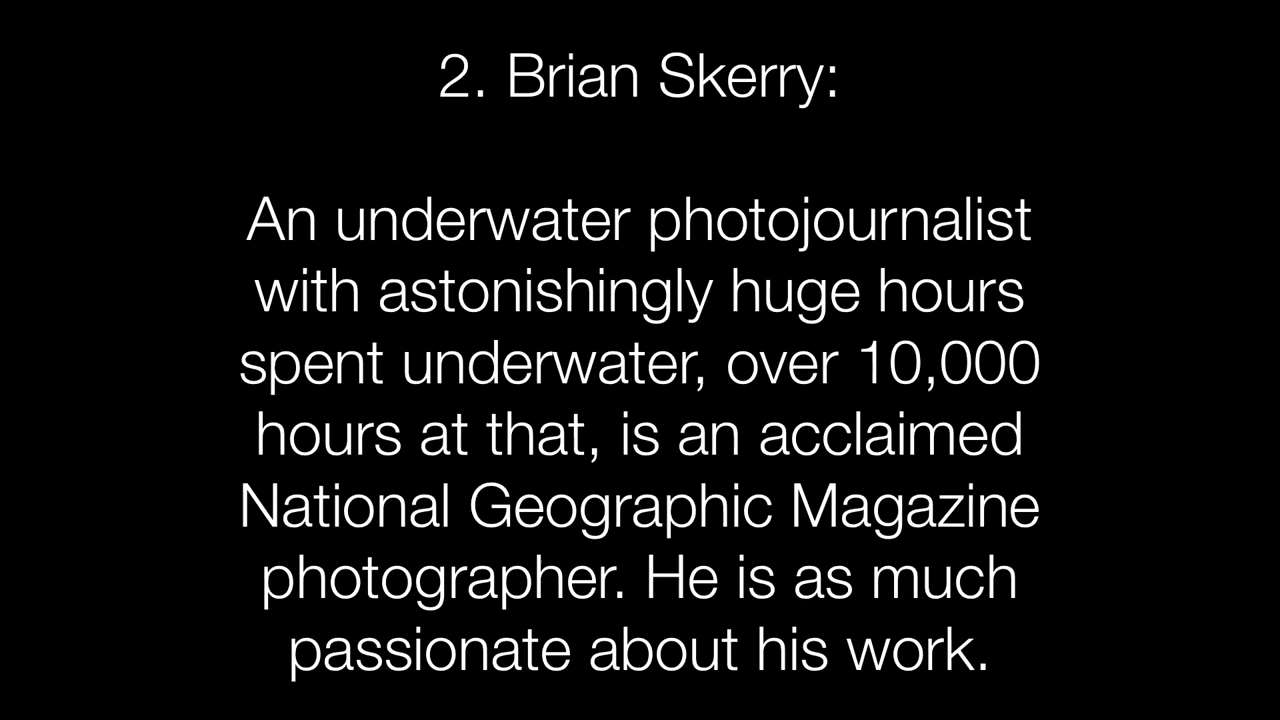 2. Brian Skerry:
An underwater photojournalist
with astonishingly huge hours
spent underwater, over 10,000
hours at that, is an acclaimed
National Geographic Magazine
photographer. He is as much
passionate about his work.